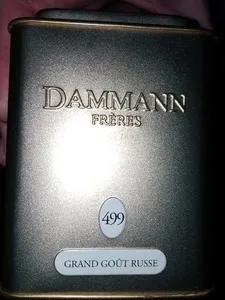 DAMMANN
FRÈRES
499
GRAND GOÛT RUSSE